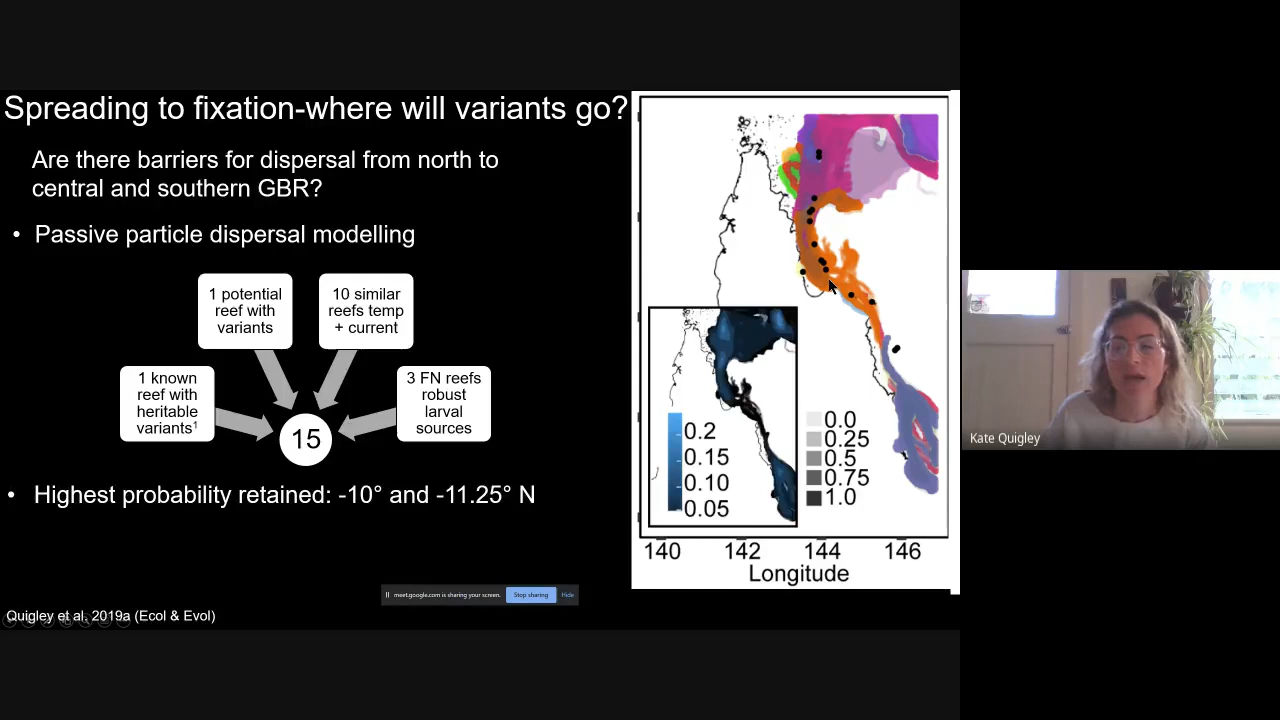 Spreading to fixation-where will variants go?
Are there barriers for dispersal from north to
central and southern GBR?
• Passive particle dispersal modelling
1 potential
reef with
variants
10 similar
reefs temp
+ current
1 known
reef with
heritable
variants¹
3 FN reefs
robust
larval
sources
15
• Highest probability retained: -10° and -11.25° N
meet.google.com is sharing your screen.
Stop sharing
Hide
Quigley et al. 2019a (Ecol & Evol)
0.2
0.15
0.10
0.05
0.0
0.25
0.5
0.75
1.0
140 142 144 146
Longitude
Kate Quigley